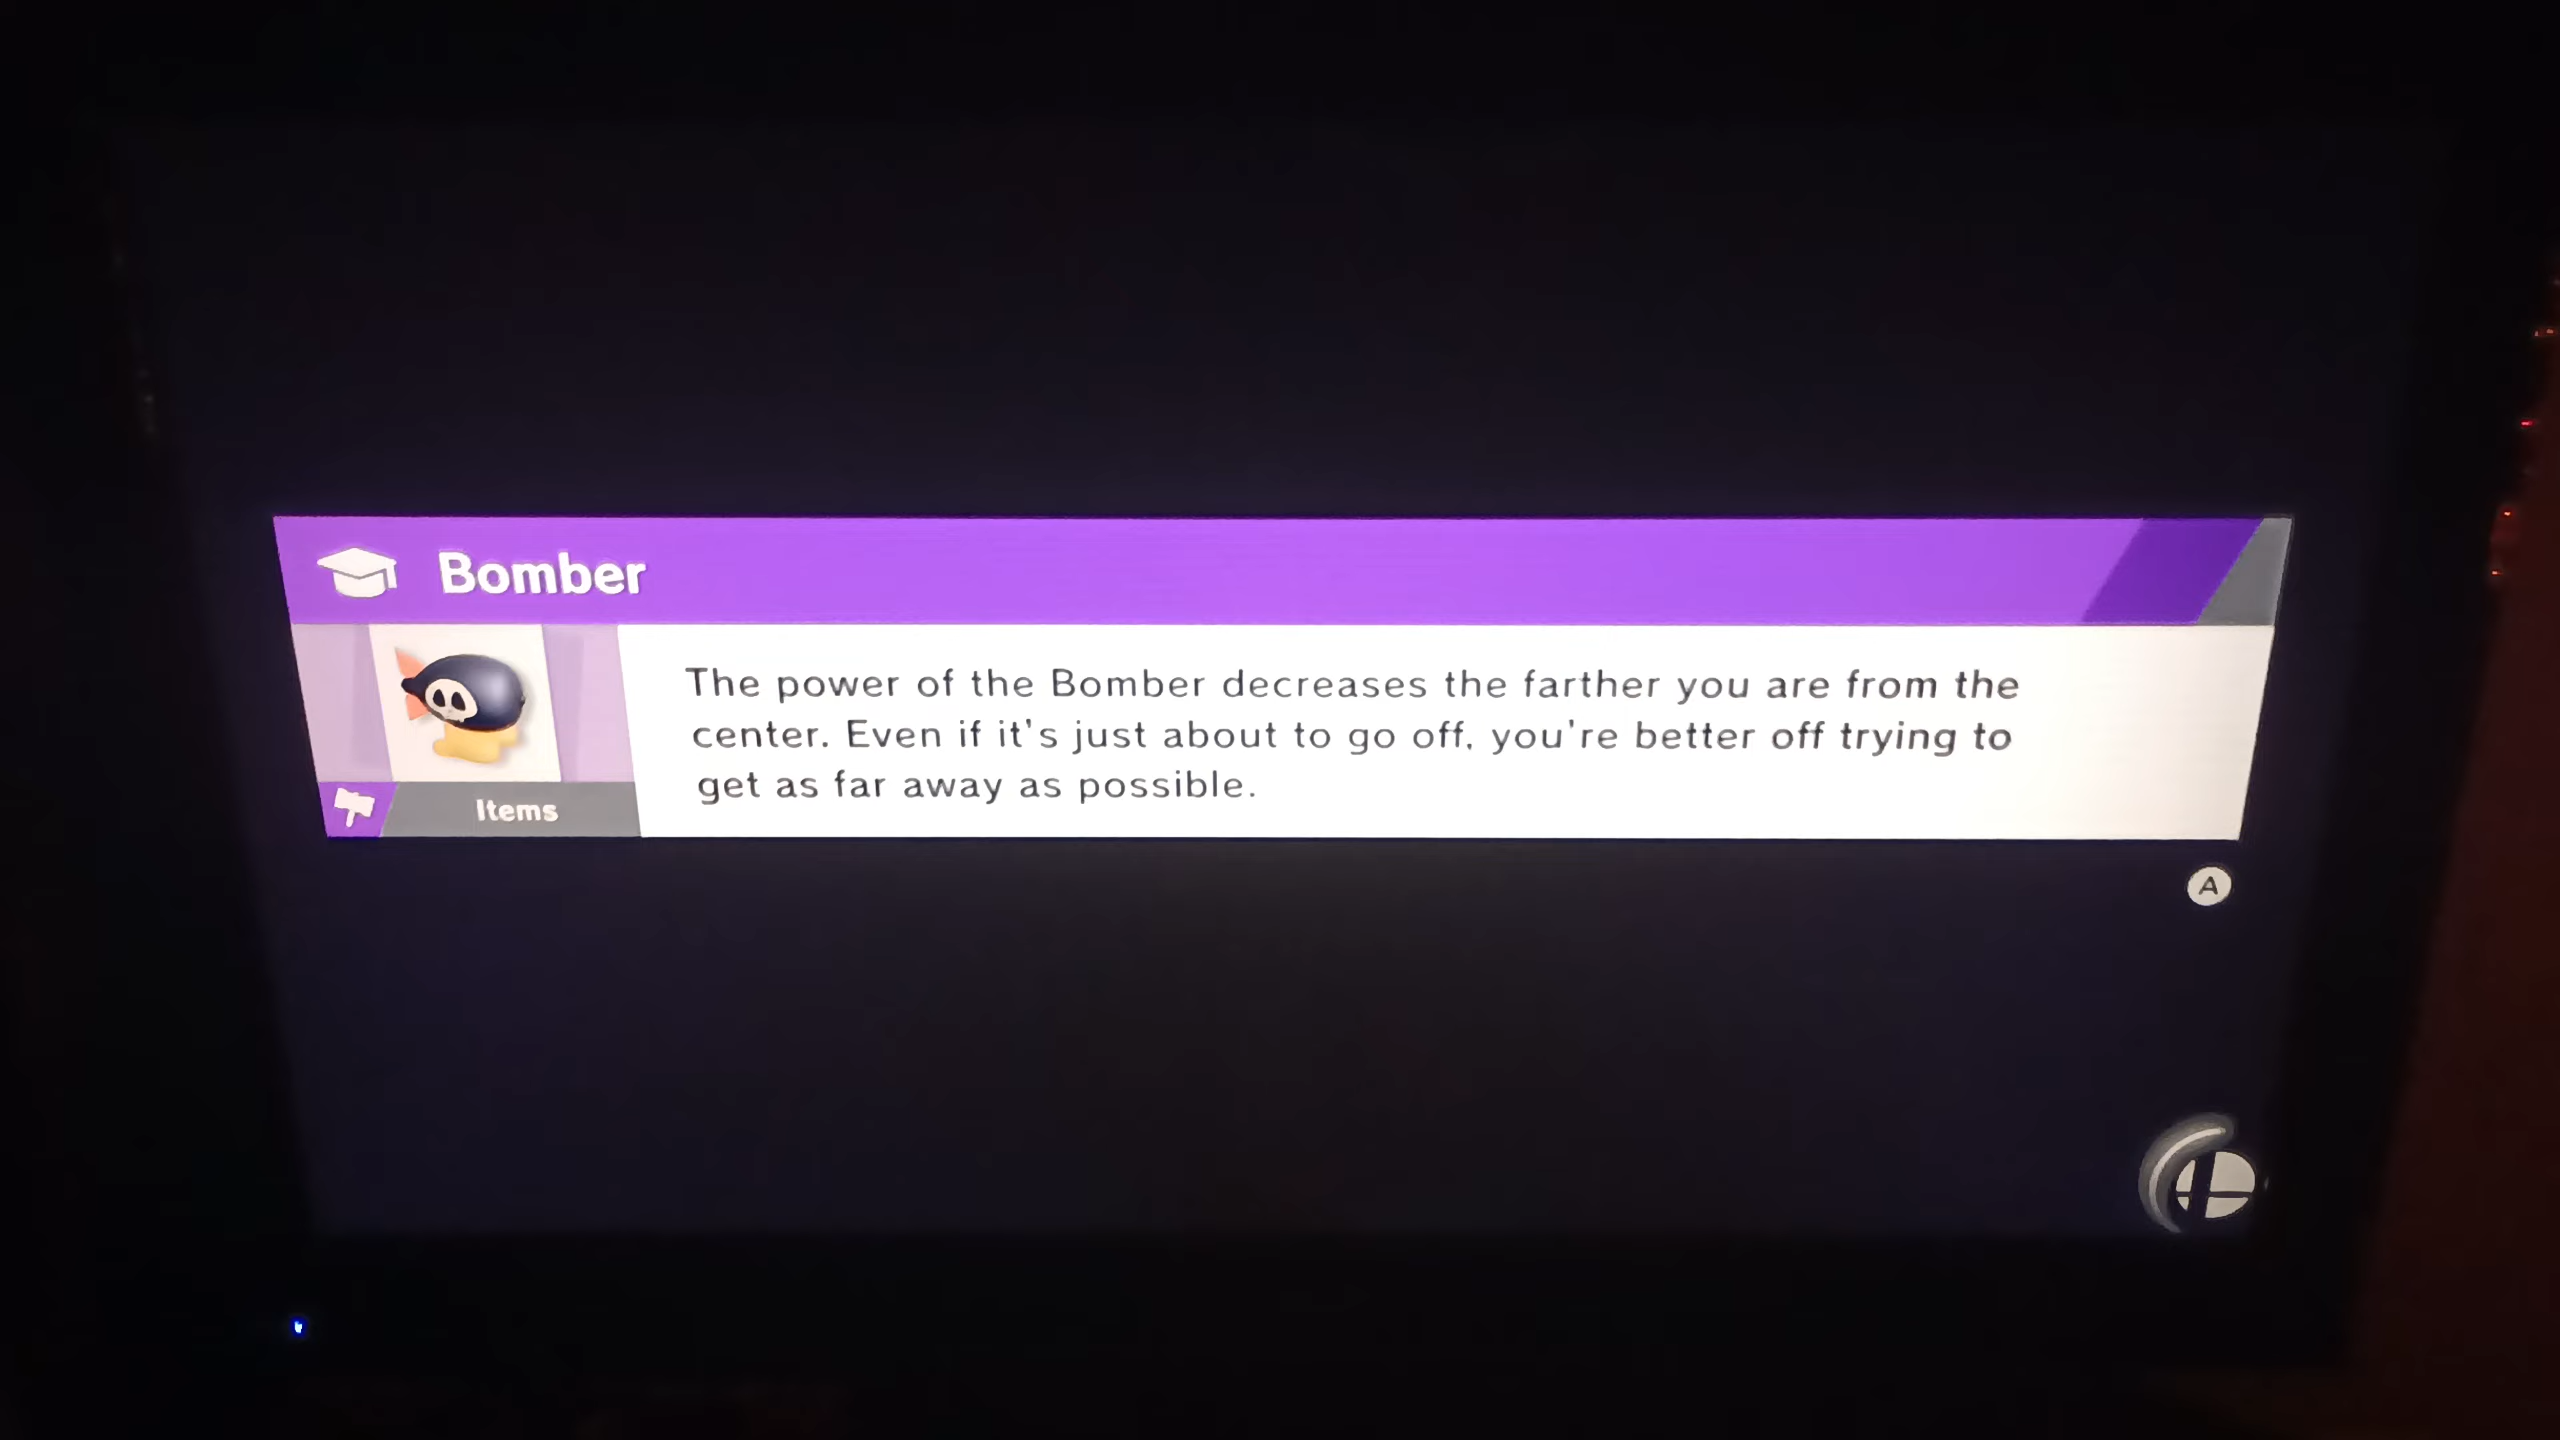 Bomber
The power of the Bomber decreases the farther you are from the
center. Even if it's just about to go off, you're better off trying to
get as far away as possible.
Items
A